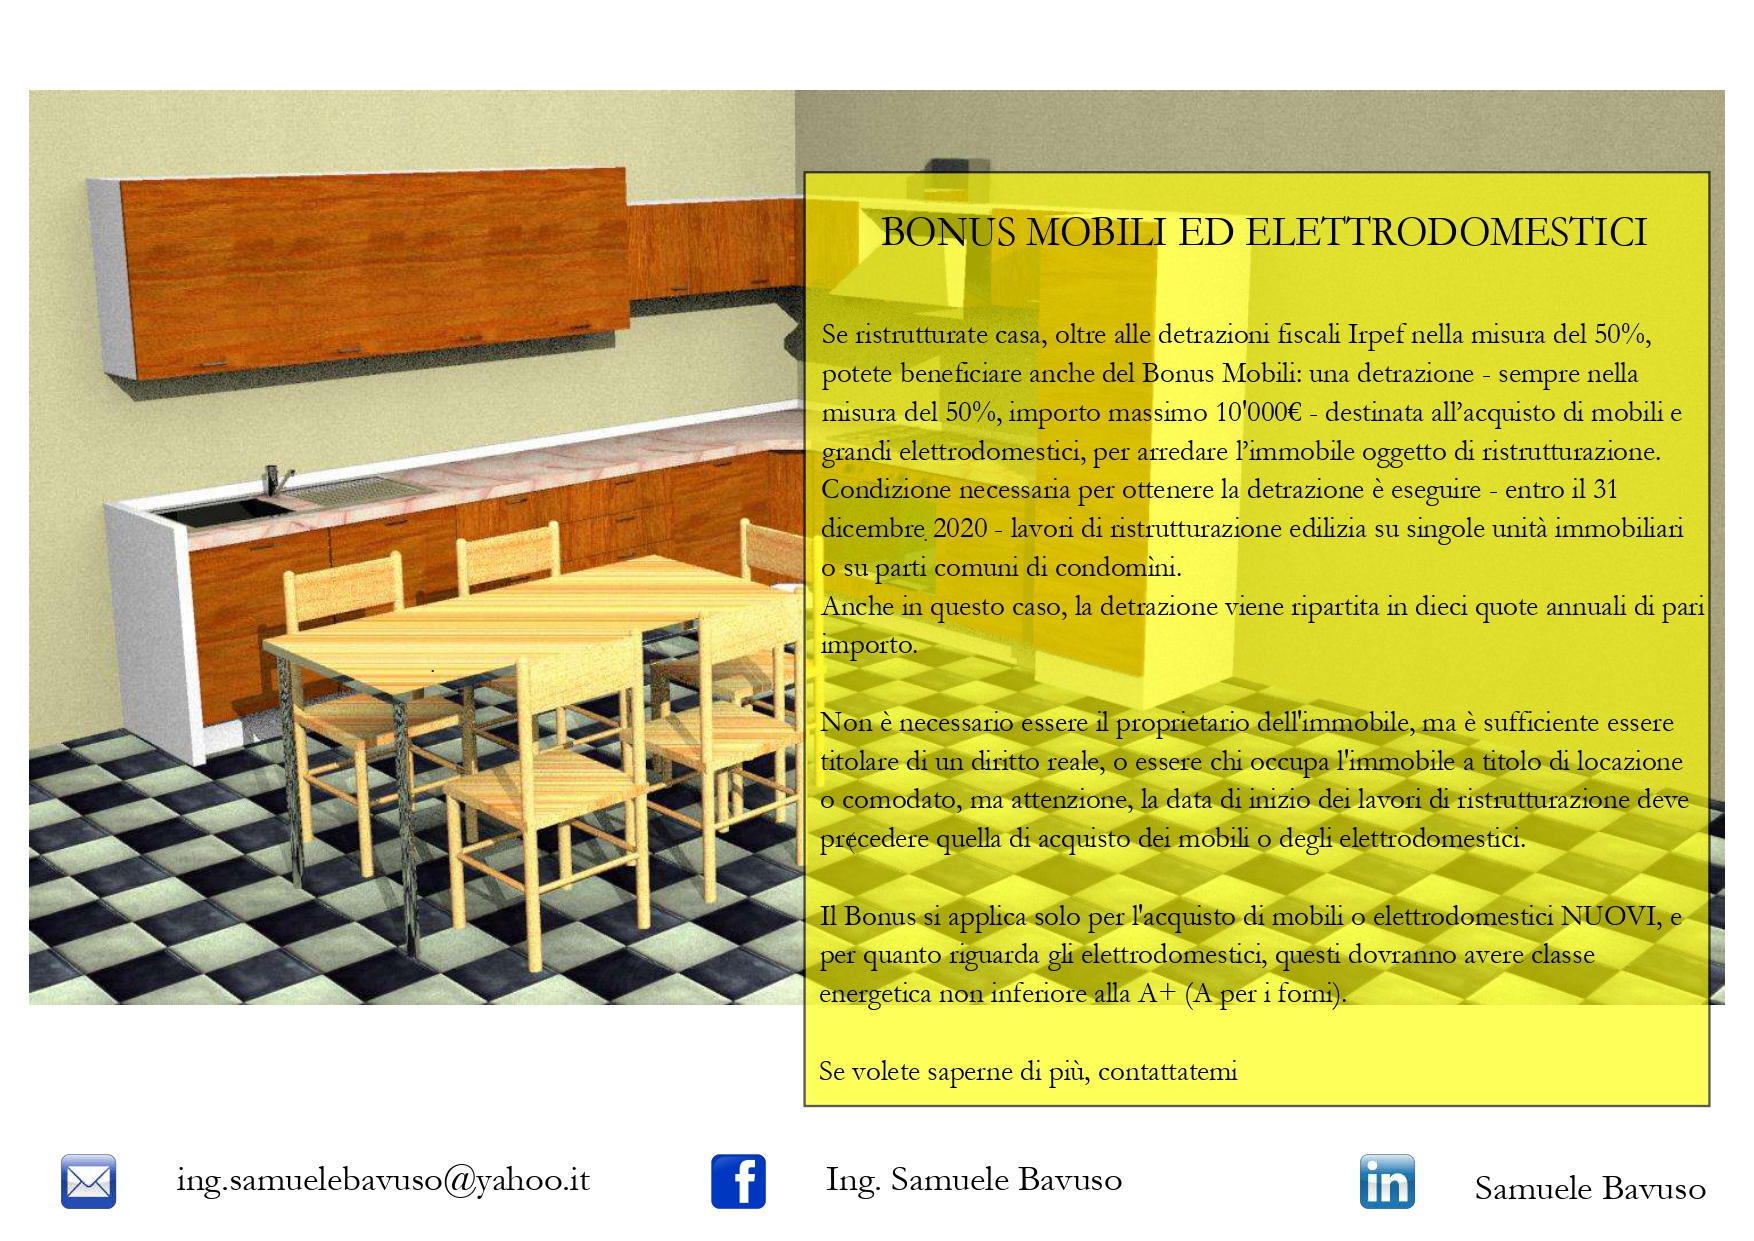 BONUS MOBILI ED ELETTRODOMESTICI
Se ristrutturate casa, oltre alle detrazioni fiscali Irpef nella misura del 50%,
potete beneficiare anche del Bonus Mobili: una detrazione - sempre nella
misura del 50%, importo massimo 10'000€ - destinata all’acquisto di mobili e
grandi elettrodomestici, per arredare l’immobile oggetto di ristrutturazione.
Condizione necessaria per ottenere la detrazione è eseguire - entro il 31
dicembre 2020 - lavori di ristrutturazione edilizia su singole unità immobiliari
o su parti comuni di condomìni.
Anche in questo caso, la detrazione viene ripartita in dieci quote annuali di pari
importo.
Non è necessario essere il proprietario dell'immobile, ma è sufficiente essere
titolare di un diritto reale, o essere chi occupa l'immobile a titolo di locazione
o comodato, ma attenzione, la data di inizio dei lavori di ristrutturazione deve
precedere quella di acquisto dei mobili o degli elettrodomestici.
Il Bonus si applica solo per l'acquisto di mobili o elettrodomestici NUOVI, e
per quanto riguarda gli elettrodomestici, questi dovranno avere classe
energetica non inferiore alla A+ (A per i forni).
Se volete saperne di più, contattatemi
ing.samuelebavuso@yahoo.it
f
Ing. Samuele Bavuso
in
Samuele Bavuso